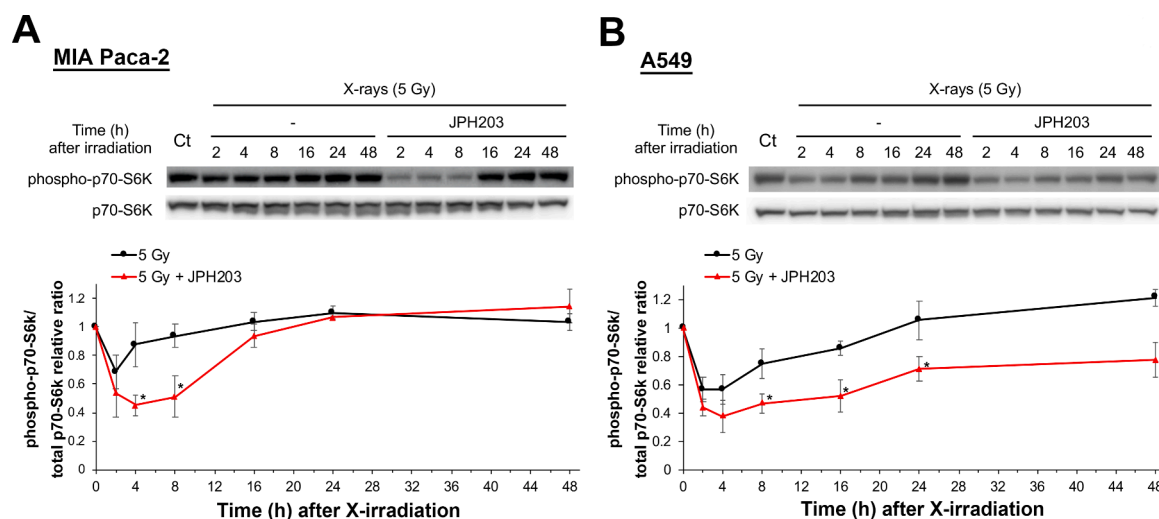 A
MIA Paca-2
X-rays (5 Gy)
Time (h)
after irradiation
Ct
-
JPH203
2 4 8 16 24 48 2 4 8 16 24 48
phospho-p70-S6K
p70-S6K
5 Gy
5 Gy + JPH203
phospho-p70-S6k/
total p70-S6k relative ratio
1.2
1
0.8
0.6
0.4
0.2
0
* *
0 4 8 12 16 20 24 28 32 36 40 44 48
Time (h) after X-irradiation
B
A549
X-rays (5 Gy)
Time (h)
after irradiation
Ct
-
JPH203
2 4 8 16 24 48 2 4 8 16 24 48
phospho-p70-S6K
p70-S6K
5 Gy
5 Gy + JPH203
phospho-p70-S6k/
total p70-S6k relative ratio
1.2
1
0.8
0.6
0.4
0.2
0
* * *
0 4 8 12 16 20 24 28 32 36 40 44 48
Time (h) after X-irradiation